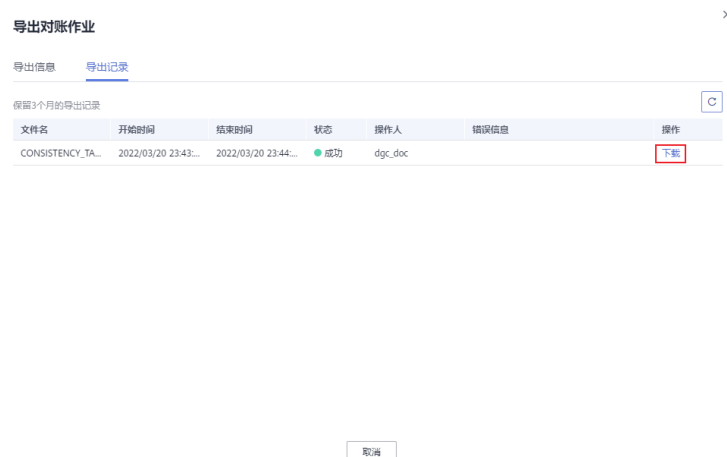 导出对账作业
导出信息 导出记录
保留3个月的导出记录
文件名 开始时间 结束时间 状态 操作人 错误信息 操作
CONSISTENCY_TA... 2022/03/20 23:43:... 2022/03/20 23:44:... 成功 dgc_doc 下载
取消